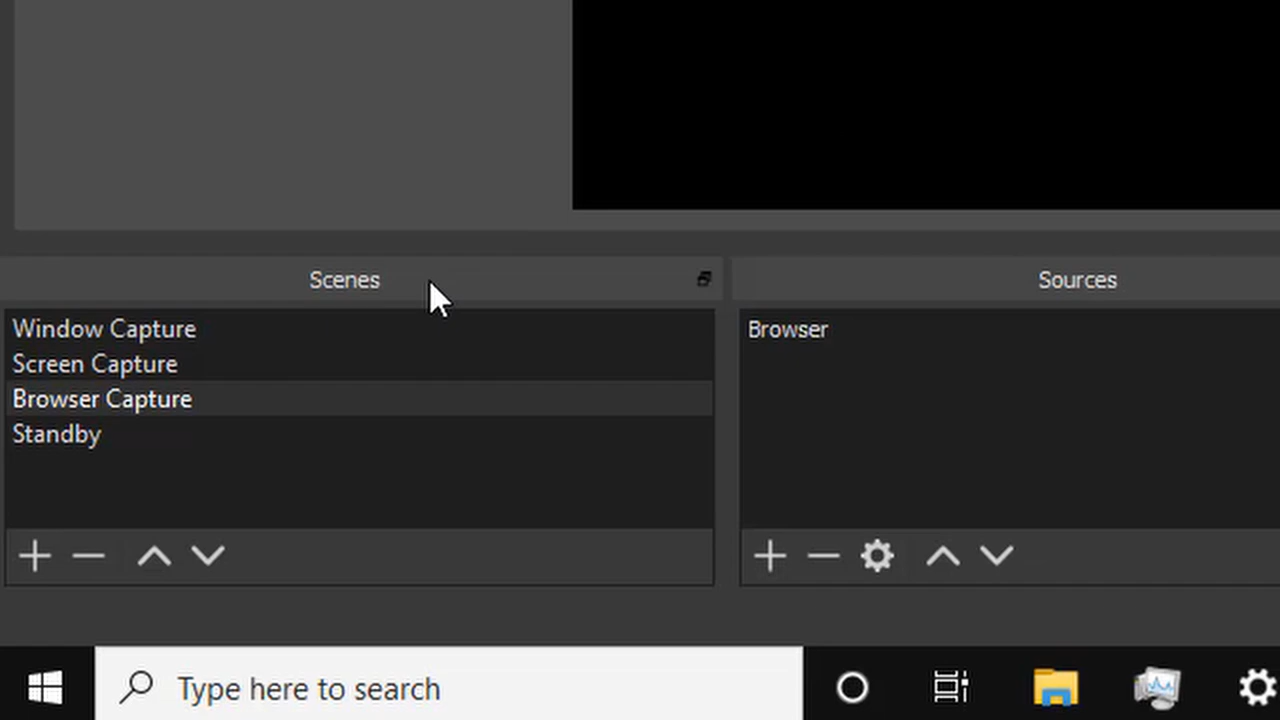 Scenes
Window Capture
Screen Capture
Browser Capture
Standby
Sources
Browser
Type here to search